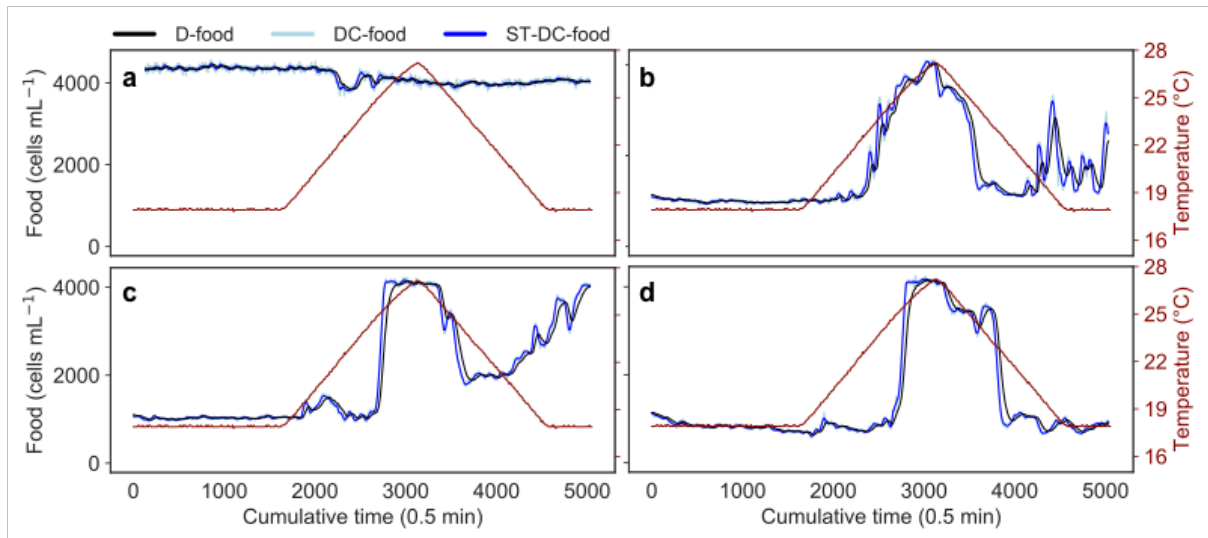 D-food DC-food ST-DC-food
a
b
c
d
Food (cells mL⁻¹)
4000
2000
0
28
25
22
19
16
Temperature (°C)
Food (cells mL⁻¹)
4000
2000
0
28
25
22
19
16
Temperature (°C)
0 1000 2000 3000 4000 5000
0 1000 2000 3000 4000 5000
Cumulative time (0.5 min)
Cumulative time (0.5 min)